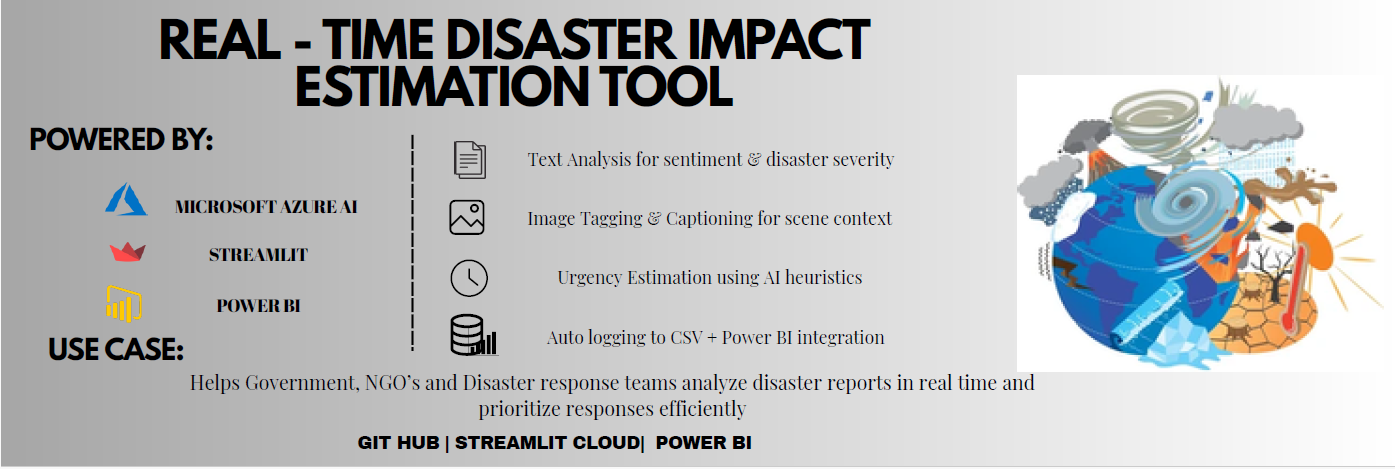 REAL - TIME DISASTER IMPACT
ESTIMATION TOOL
POWERED BY:
MICROSOFT AZURE AI
STREAMLIT
POWER BI
Text Analysis for sentiment & disaster severity
Image Tagging & Captioning for scene context
Urgency Estimation using AI heuristics
Auto logging to CSV + Power BI integration
USE CASE:
Helps Government, NGO’s and Disaster response teams analyze disaster reports in real time and
prioritize responses efficiently
GIT HUB | STREAMLIT CLOUD| POWER BI